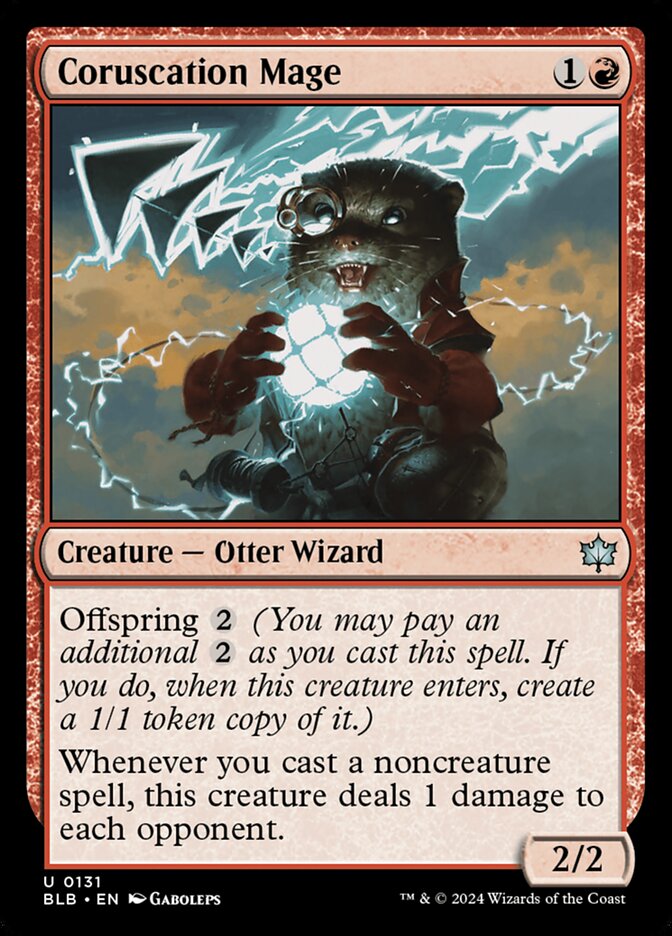 Coruscation Mage 1
Creature — Otter Wizard
Offspring 2 (You may pay an
additional 2 as you cast this spell. If
you do, when this creature enters, create
a 1/1 token copy of it.)
Whenever you cast a noncreature
spell, this creature deals 1 damage to
each opponent.
2/2
U 0131
BLB • EN Gaboleps
™ & © 2024 Wizards of the Coast